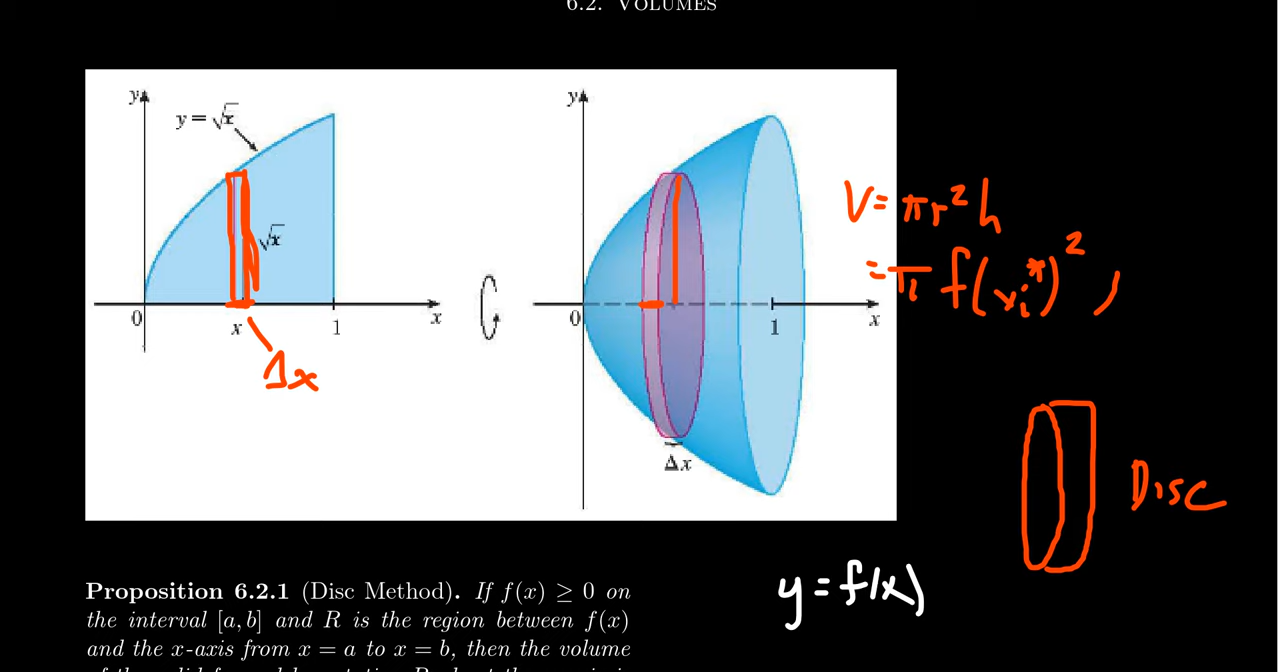 6.2. VOLUMES
y
y = √x
√x
0
x
1
x
Δx
y
0
1
x
Δx
V = πr²h
= π f(xᵢ*)²
Disc
y = f(x)
Proposition 6.2.1 (Disc Method). If f(x) ≥ 0 on
the interval [a, b] and R is the region between f(x)
and the x-axis from x = a to x = b, then the volume